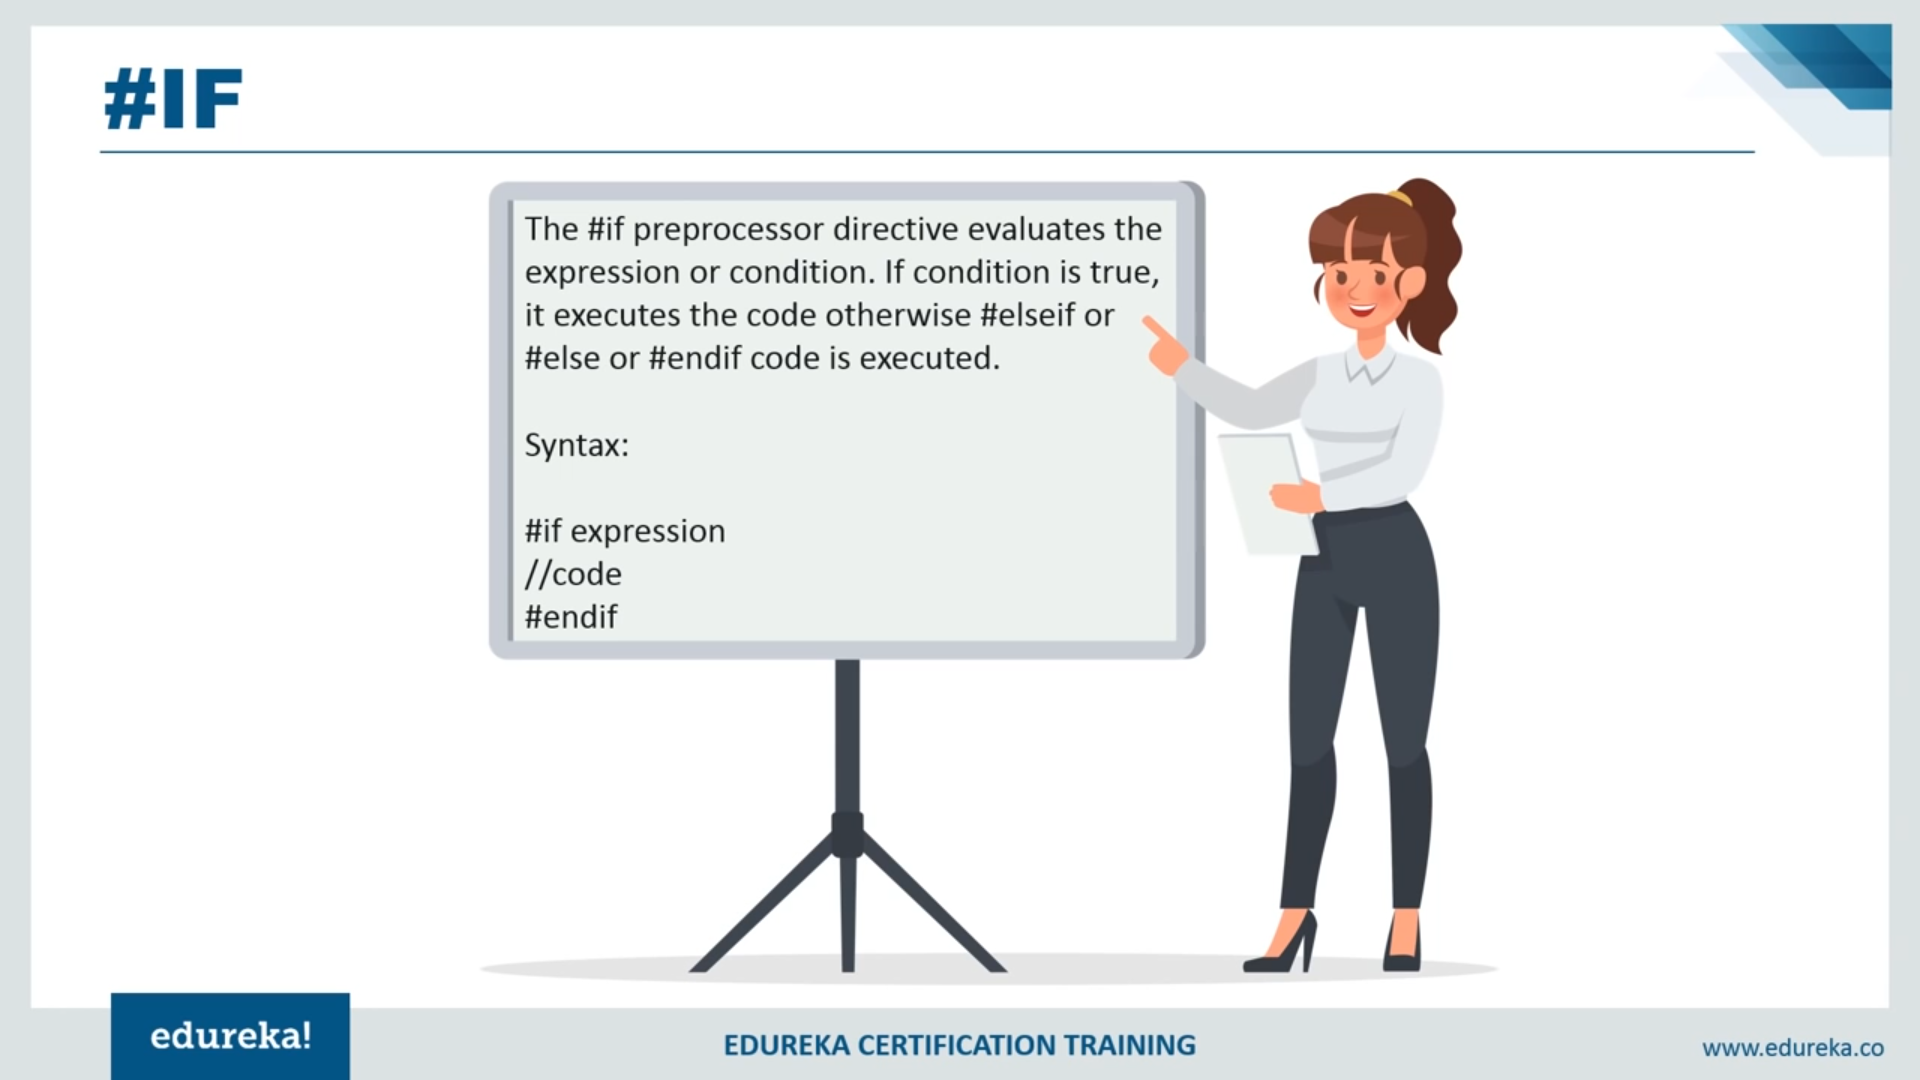 #IF
The #if preprocessor directive evaluates the
expression or condition. If condition is true,
it executes the code otherwise #elseif or
#else or #endif code is executed.
Syntax:
#if expression
//code
#endif
edureka!
EDUREKA CERTIFICATION TRAINING
www.edureka.co